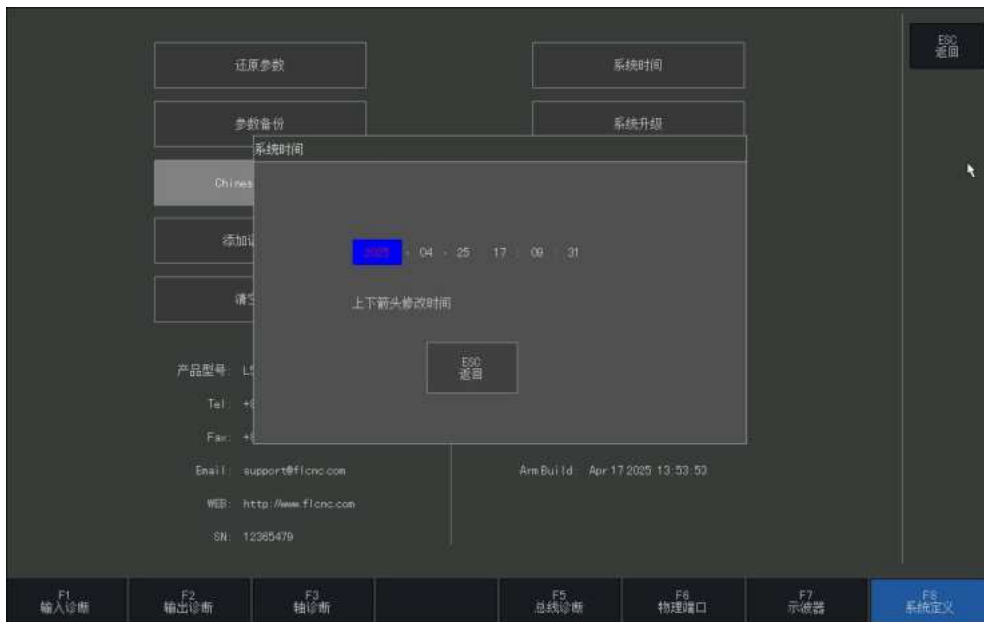 还原参数
系统时间
ESC
返回
参数备份
系统升级
系统时间
Chines
添加
2025 - 04 - 25 17 : 09 : 31
清空
上下箭头修改时间
ESC
返回
产品型号: L5
Tel: +8
Fax: +8
Email: support@flcnc.com
Arm Build: Apr 17 2025 13:53:53
WEB: http://www.flcnc.com
SN: 12365479
F1
输入诊断
F2
输出诊断
F3
轴诊断
F5
总线诊断
F6
物理端口
F7
示波器
F8
系统定义